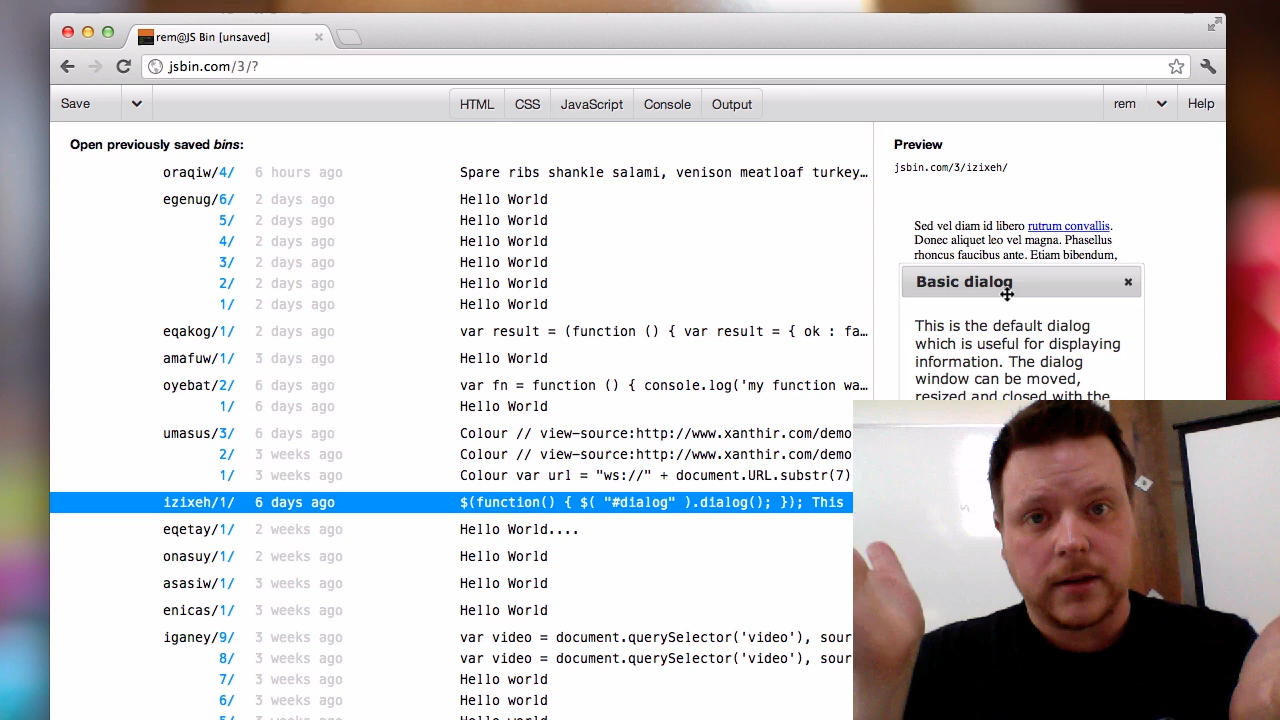 rem@JS Bin [unsaved]
jsbin.com/3/?
Save
HTML CSS JavaScript Console Output
rem
Help
Open previously saved bins:
oraqiw/4/ 6 hours ago Spare ribs shankle salami, venison meatloaf turkey…
egenug/6/ 2 days ago Hello World
5/ 2 days ago Hello World
4/ 2 days ago Hello World
3/ 2 days ago Hello World
2/ 2 days ago Hello World
1/ 2 days ago Hello World
eqakog/1/ 2 days ago var result = (function () { var result = { ok : fa…
amafuw/1/ 3 days ago Hello World
oyebat/2/ 6 days ago var fn = function () { console.log('my function wa…
1/ 6 days ago Hello World
umasus/3/ 6 days ago Colour // view-source:http://www.xanthir.com/demo
2/ 3 weeks ago Colour // view-source:http://www.xanthir.com/demo
1/ 3 weeks ago Colour var url = "ws://" + document.URL.substr(7)
izixeh/1/ 6 days ago $(function() { $( "#dialog" ).dialog(); }); This
eqetay/1/ 2 weeks ago Hello World....
onasuy/1/ 2 weeks ago Hello World
asasiw/1/ 3 weeks ago Hello World
enicas/1/ 3 weeks ago Hello World
iganey/9/ 3 weeks ago var video = document.querySelector('video'), sour
8/ 3 weeks ago var video = document.querySelector('video'), sour
7/ 3 weeks ago Hello world
6/ 3 weeks ago Hello world
5/ 3 weeks ago Hello world
Preview
jsbin.com/3/izixeh/
Sed vel diam id libero rutrum convallis.
Donec aliquet leo vel magna. Phasellus
rhoncus faucibus ante. Etiam bibendum,
Basic dialog
This is the default dialog
which is useful for displaying
information. The dialog
window can be moved,
resized and closed with the